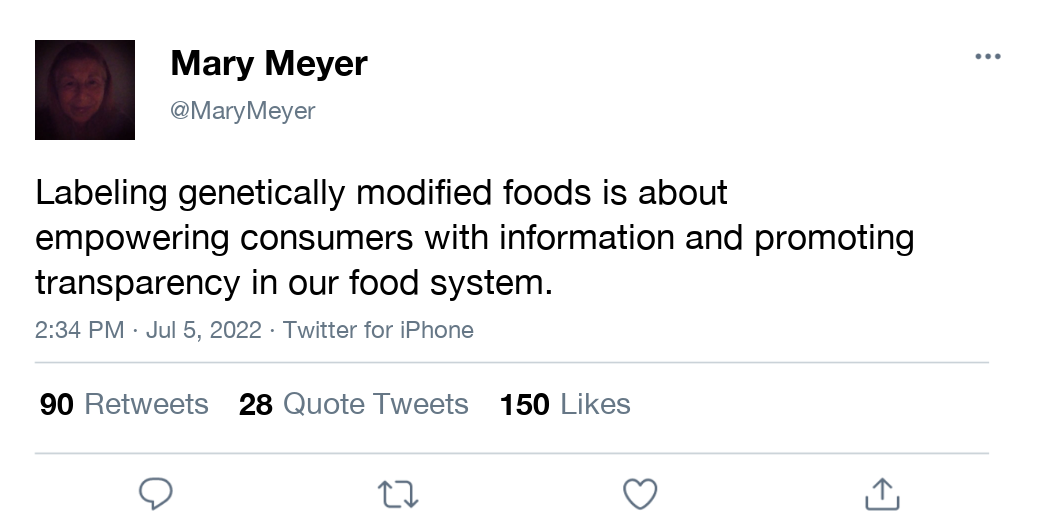 Mary Meyer
@MaryMeyer
Labeling genetically modified foods is about
empowering consumers with information and promoting
transparency in our food system.
2:34 PM · Jul 5, 2022 · Twitter for iPhone
90 Retweets 28 Quote Tweets 150 Likes